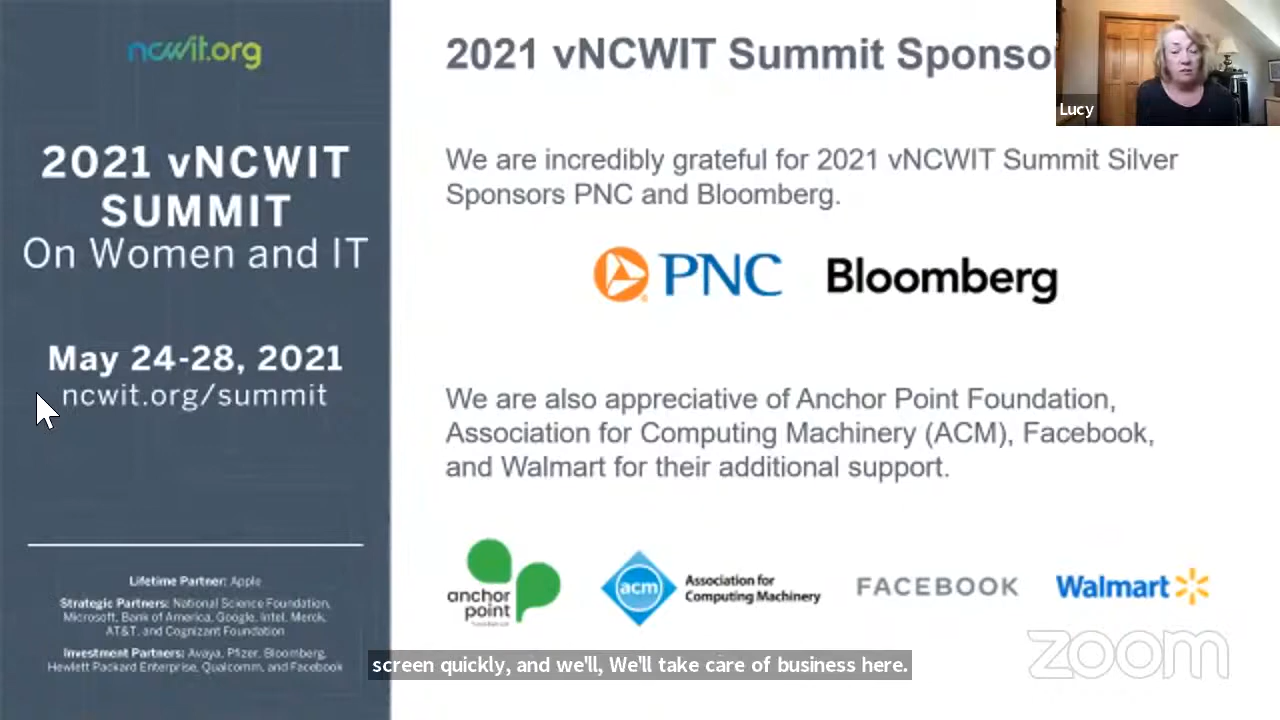 ncwit.org
2021 vNCWIT
SUMMIT
On Women and IT
May 24-28, 2021
ncwit.org/summit
Lifetime Partner: Apple
Strategic Partners: National Science Foundation,
Microsoft, Bank of America, Google, Intel, Merck,
AT&T, and Cognizant Foundation
Investment Partners: Avaya, Pfizer, Bloomberg,
Hewlett Packard Enterprise, Qualcomm, and Facebook
2021 vNCWIT Summit Sponso
Lucy
We are incredibly grateful for 2021 vNCWIT Summit Silver
Sponsors PNC and Bloomberg.
PNC
Bloomberg
We are also appreciative of Anchor Point Foundation,
Association for Computing Machinery (ACM), Facebook,
and Walmart for their additional support.
anchor
point
acm
Association for
Computing Machinery
FACEBOOK
Walmart
zoom
screen quickly, and we'll, We'll take care of business here.